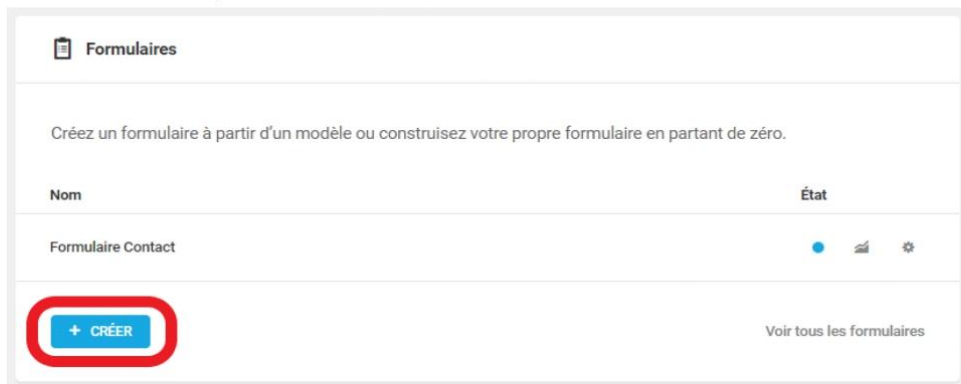 Formulaires
Créez un formulaire à partir d’un modèle ou construisez votre propre formulaire en partant de zéro.
Nom État
Formulaire Contact
+ CRÉER Voir tous les formulaires